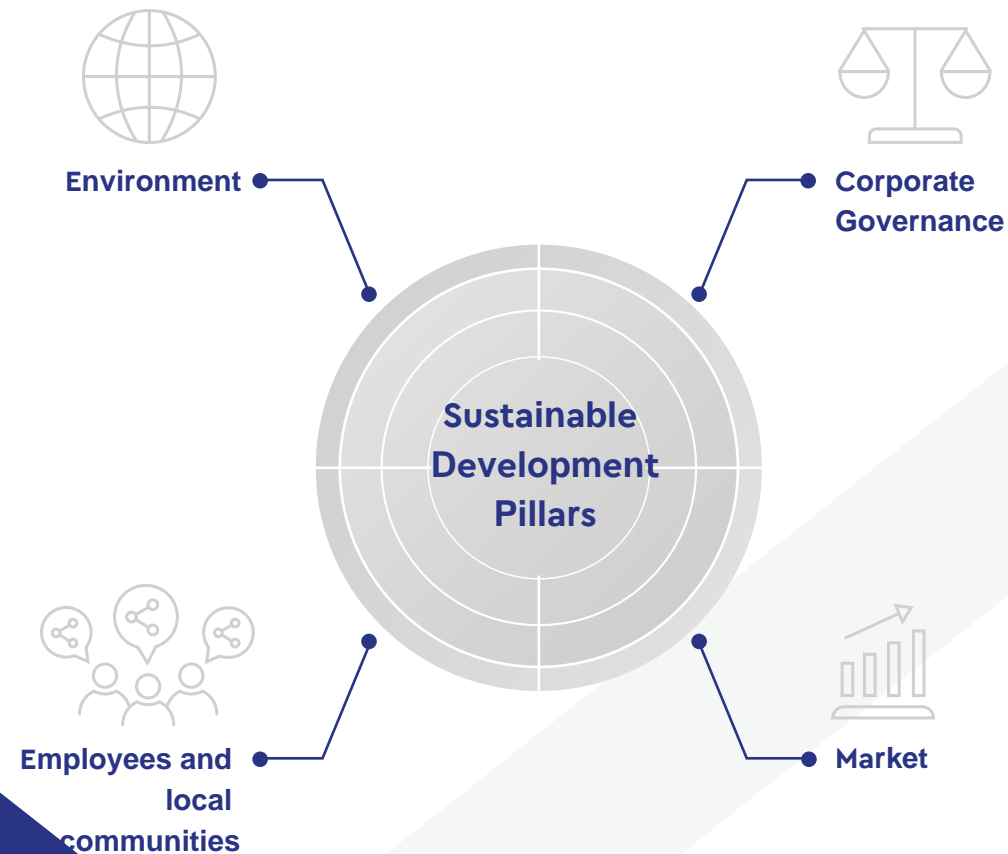 Environment
Corporate
Governance
Sustainable
Development
Pillars
Employees and
local
communities
Market